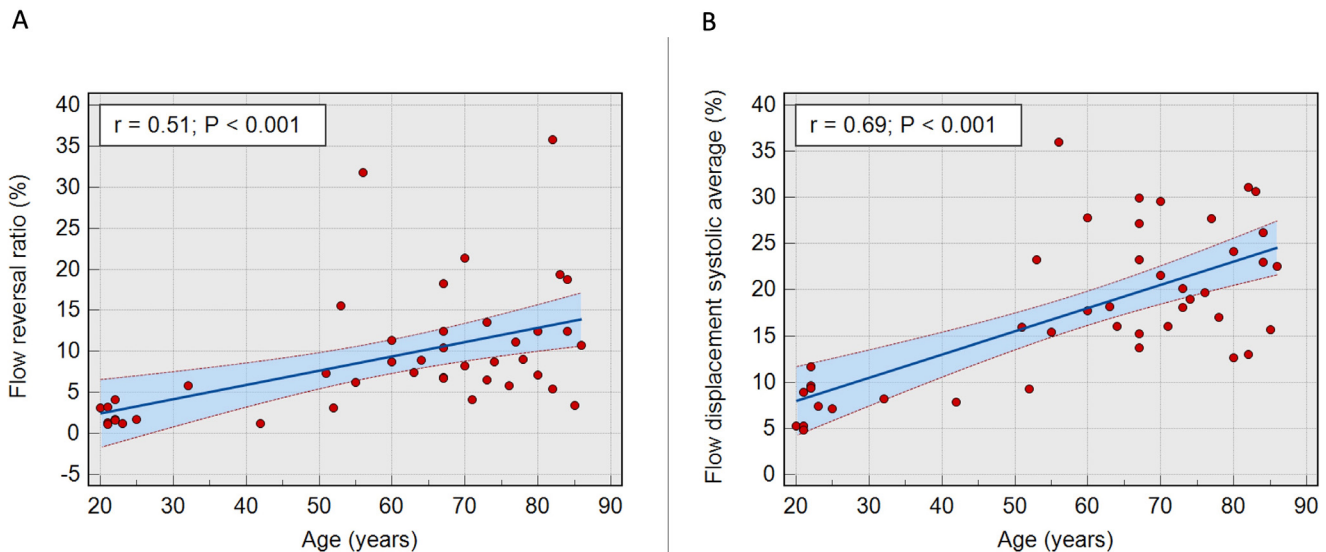 A
Flow reversal ratio (%)
r = 0.51; P < 0.001
40
35
30
25
20
15
10
5
0
-5
20 30 40 50 60 70 80 90
Age (years)
B
Flow displacement systolic average (%)
r = 0.69; P < 0.001
40
35
30
25
20
15
10
5
0
20 30 40 50 60 70 80 90
Age (years)